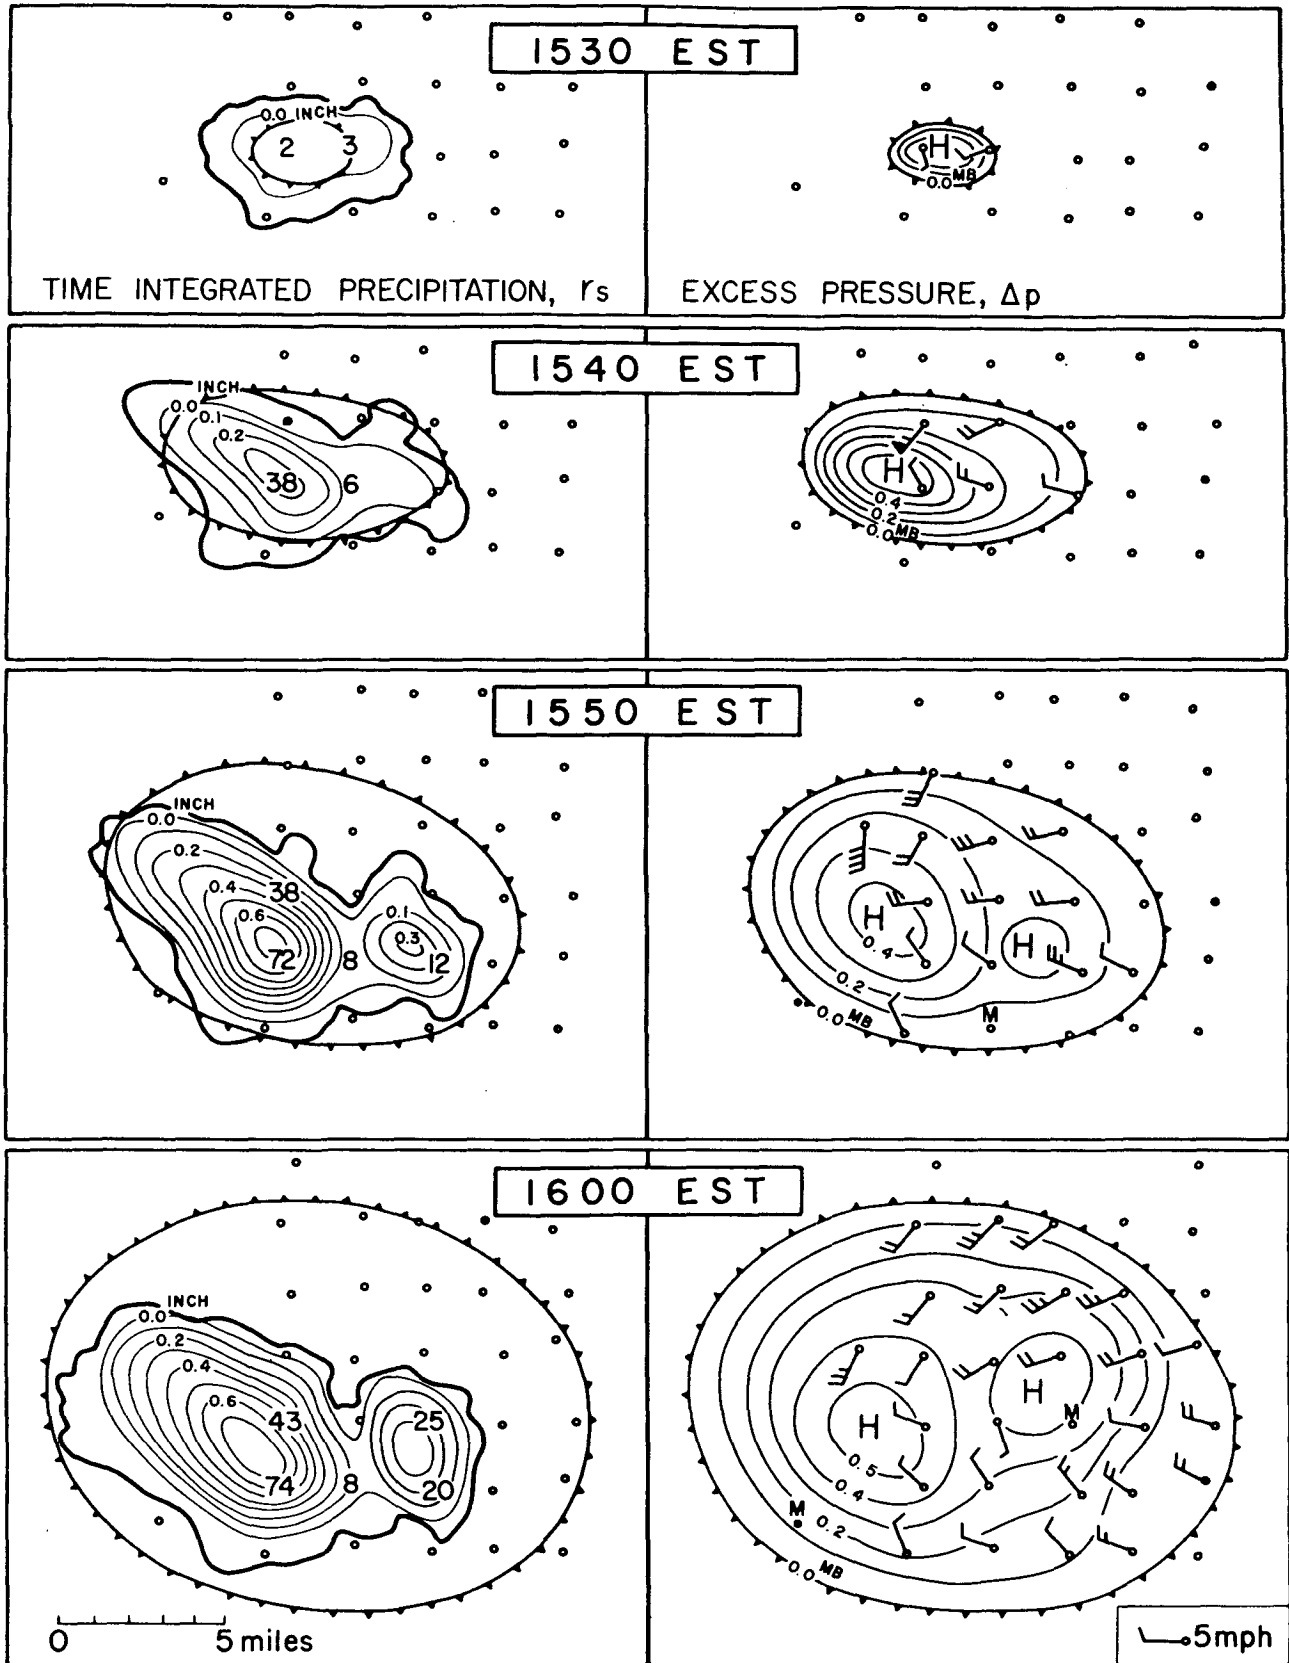 1530 EST
0.0 INCH
2 3
H
0.0 MB
TIME INTEGRATED PRECIPITATION, rs
EXCESS PRESSURE, Δp
1540 EST
INCH
0.0
0.1
0.2
38 6
H
0.4
0.2
0.0 MB
1550 EST
INCH
0.0
0.2
0.4
38
0.6
0.1
0.3
72 8 12
H
H
0.4
0.2
0.0 MB
M
1600 EST
INCH
0.0
0.2
0.4
0.6
43 25
74 8 20
H
H
M
0.5
0.4
M
0.2
0.0 MB
0 5 miles
5mph